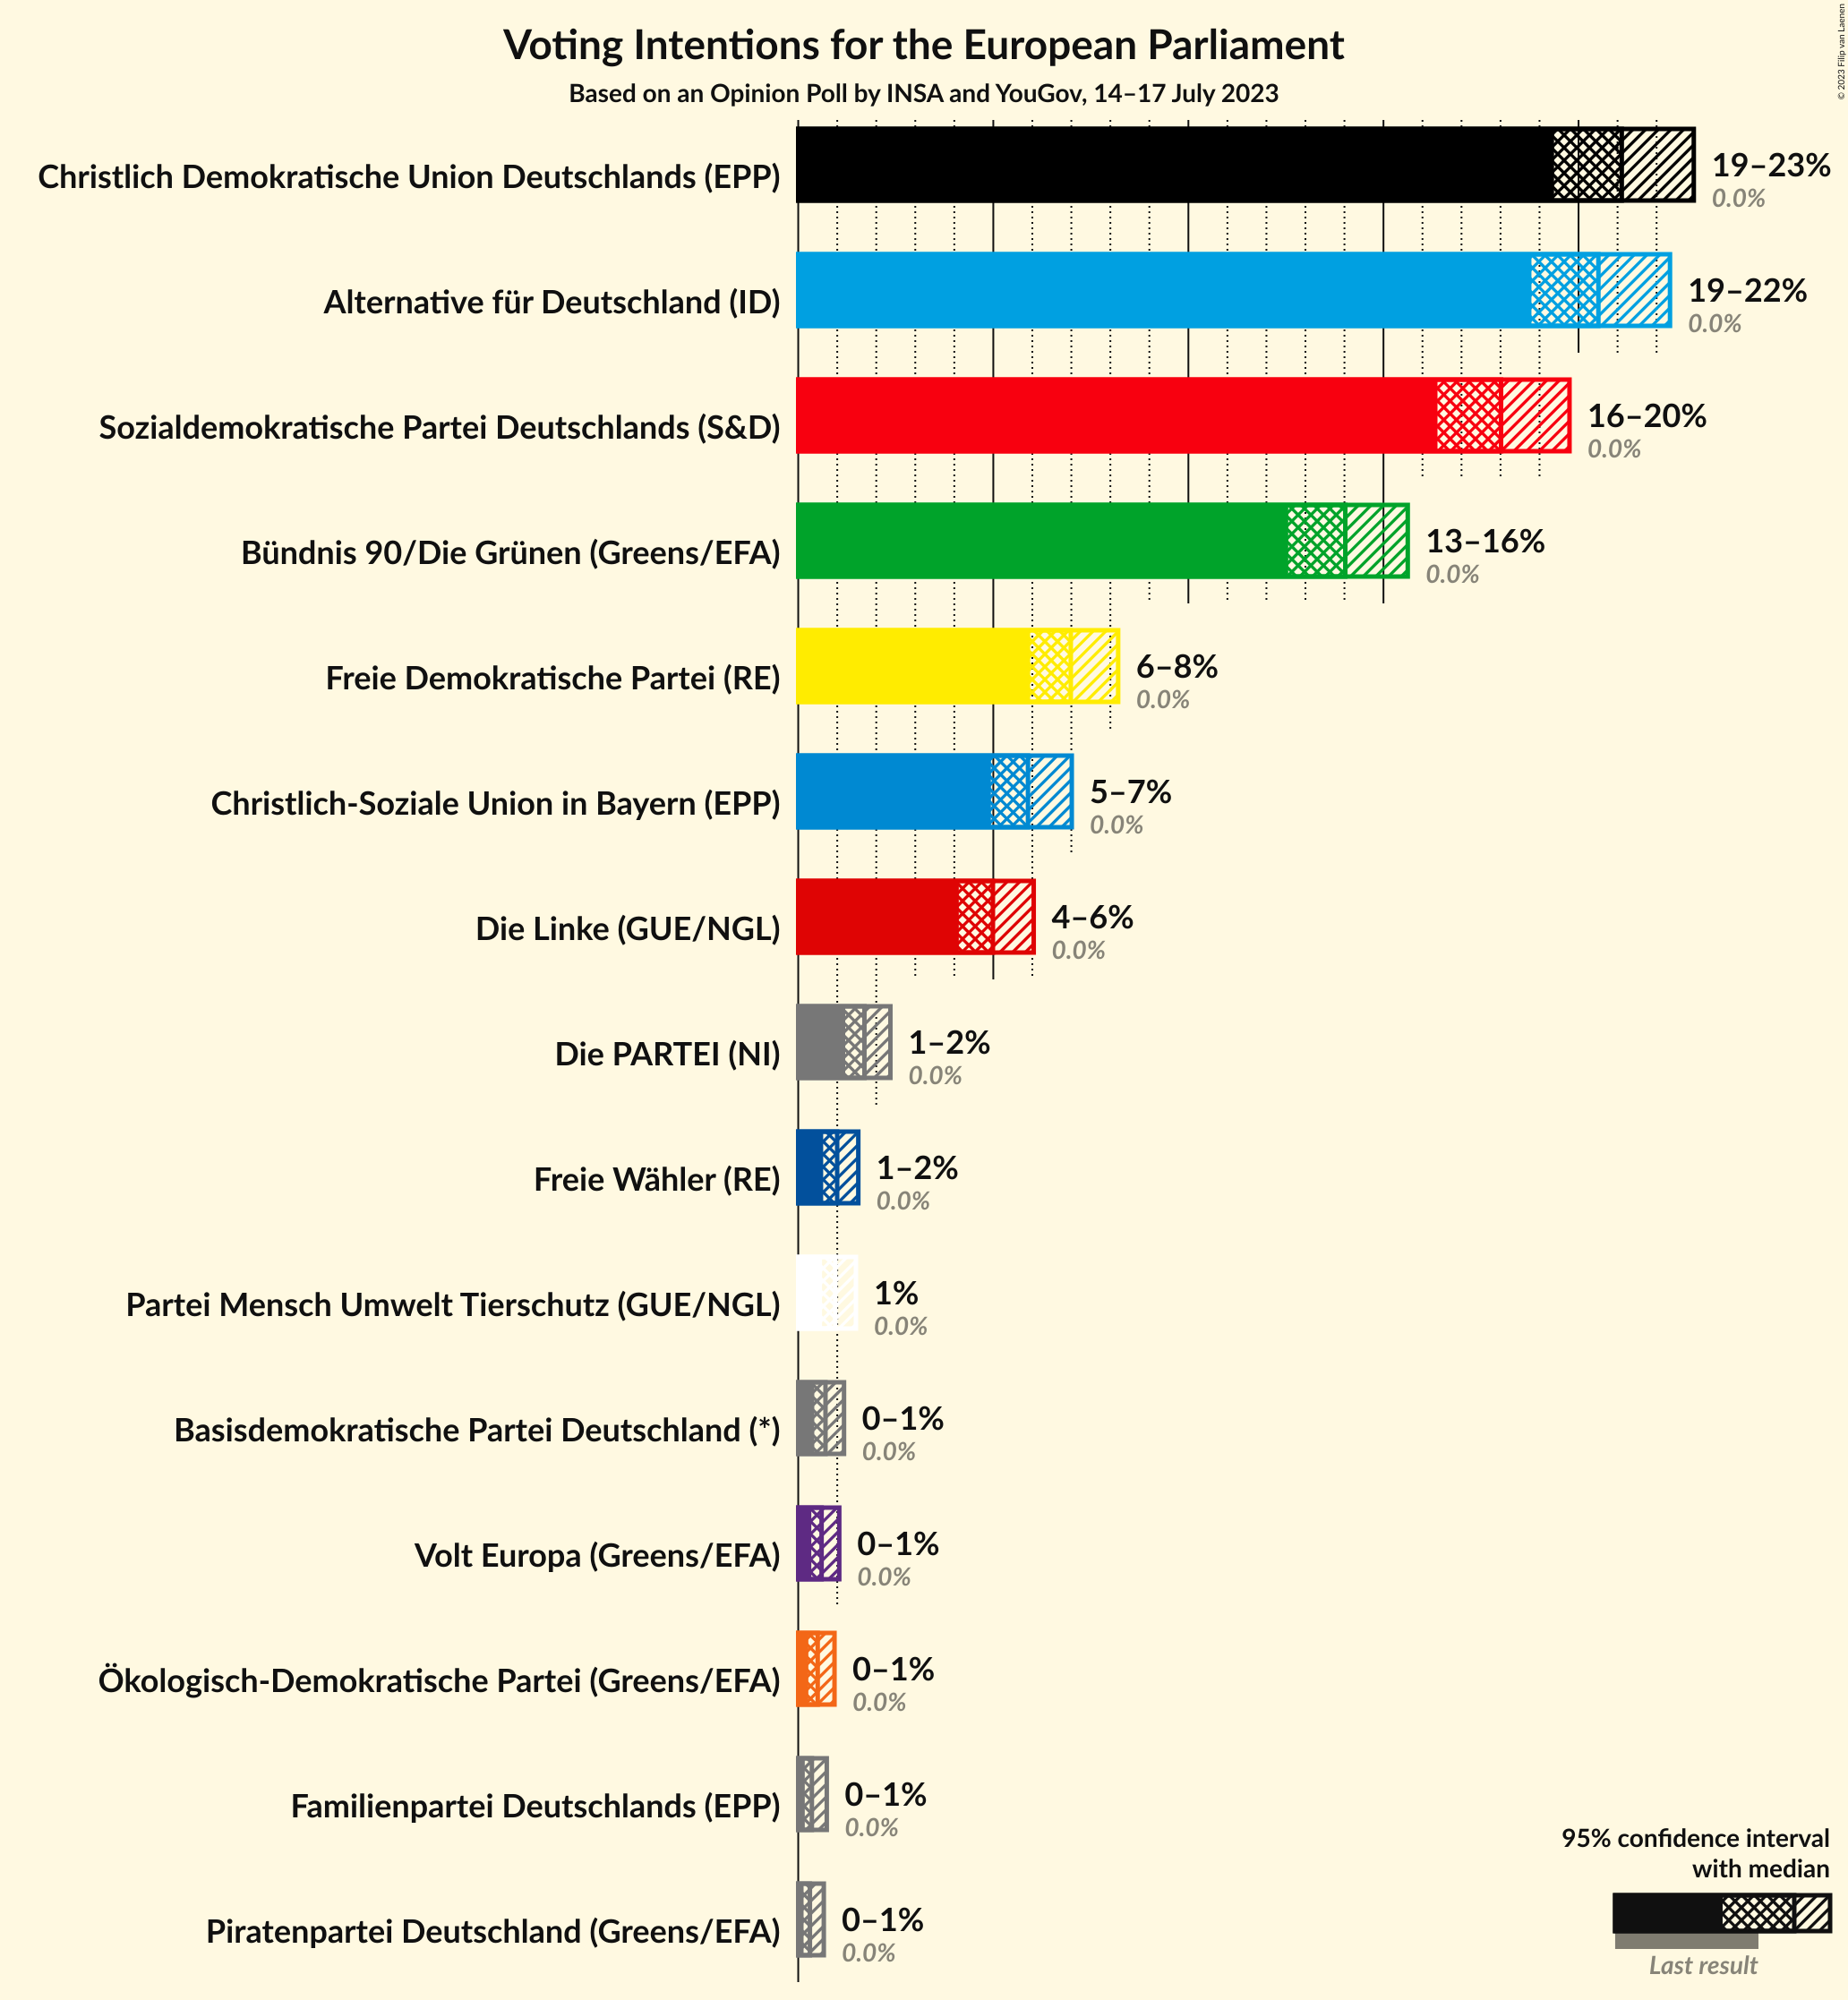 Voting Intentions for the European Parliament
Based on an Opinion Poll by INSA and YouGov, 14–17 July 2023
© 2023 Filip van Laenen
Christlich Demokratische Union Deutschlands (EPP)
19–23%
0.0%
Alternative für Deutschland (ID)
19–22%
0.0%
Sozialdemokratische Partei Deutschlands (S&D)
16–20%
0.0%
Bündnis 90/Die Grünen (Greens/EFA)
13–16%
0.0%
Freie Demokratische Partei (RE)
6–8%
0.0%
Christlich-Soziale Union in Bayern (EPP)
5–7%
0.0%
Die Linke (GUE/NGL)
4–6%
0.0%
Die PARTEI (NI)
1–2%
0.0%
Freie Wähler (RE)
1–2%
0.0%
Partei Mensch Umwelt Tierschutz (GUE/NGL)
1%
0.0%
Basisdemokratische Partei Deutschland (*)
0–1%
0.0%
Volt Europa (Greens/EFA)
0–1%
0.0%
Ökologisch-Demokratische Partei (Greens/EFA)
0–1%
0.0%
Familienpartei Deutschlands (EPP)
0–1%
0.0%
Piratenpartei Deutschland (Greens/EFA)
0–1%
0.0%
95% confidence interval
with median
Last result